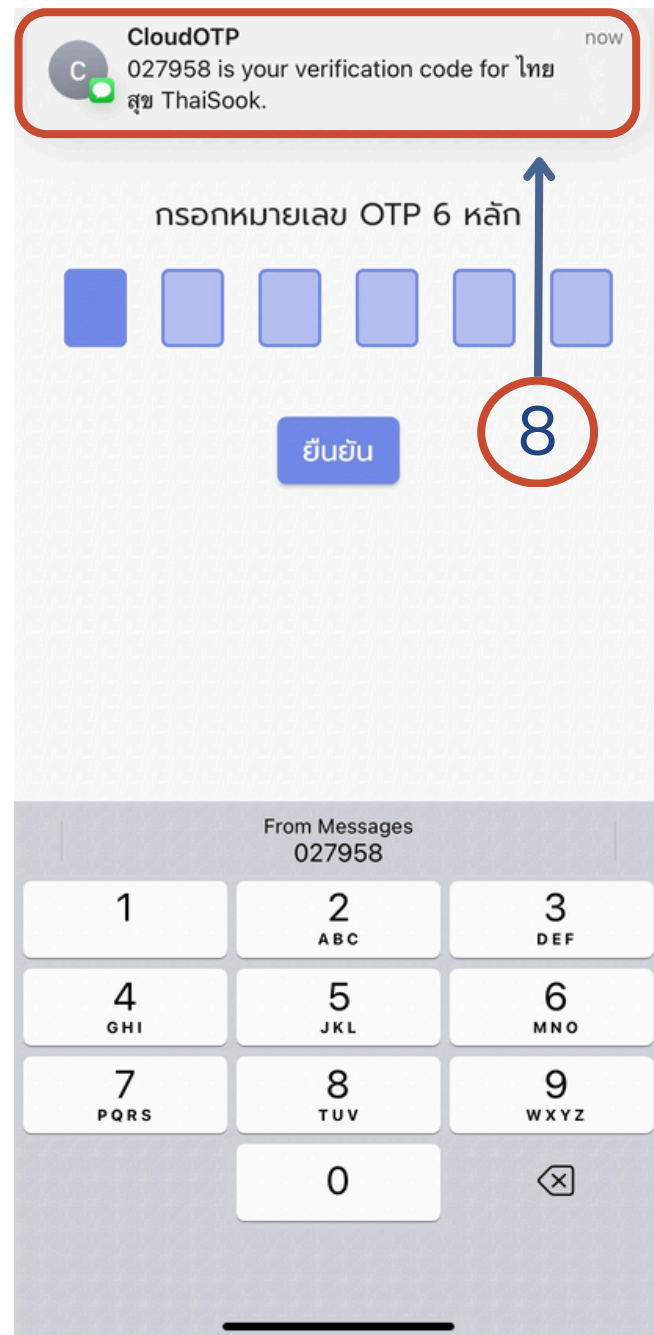 CloudOTP
now
C
027958 is your verification code for ไทย
สุข ThaiSook.
กรอกหมายเลข OTP 6 หลัก
ยืนยัน
8
From Messages
027958
1
2
ABC
3
DEF
4
GHI
5
JKL
6
MNO
7
PQRS
8
TUV
9
WXYZ
0